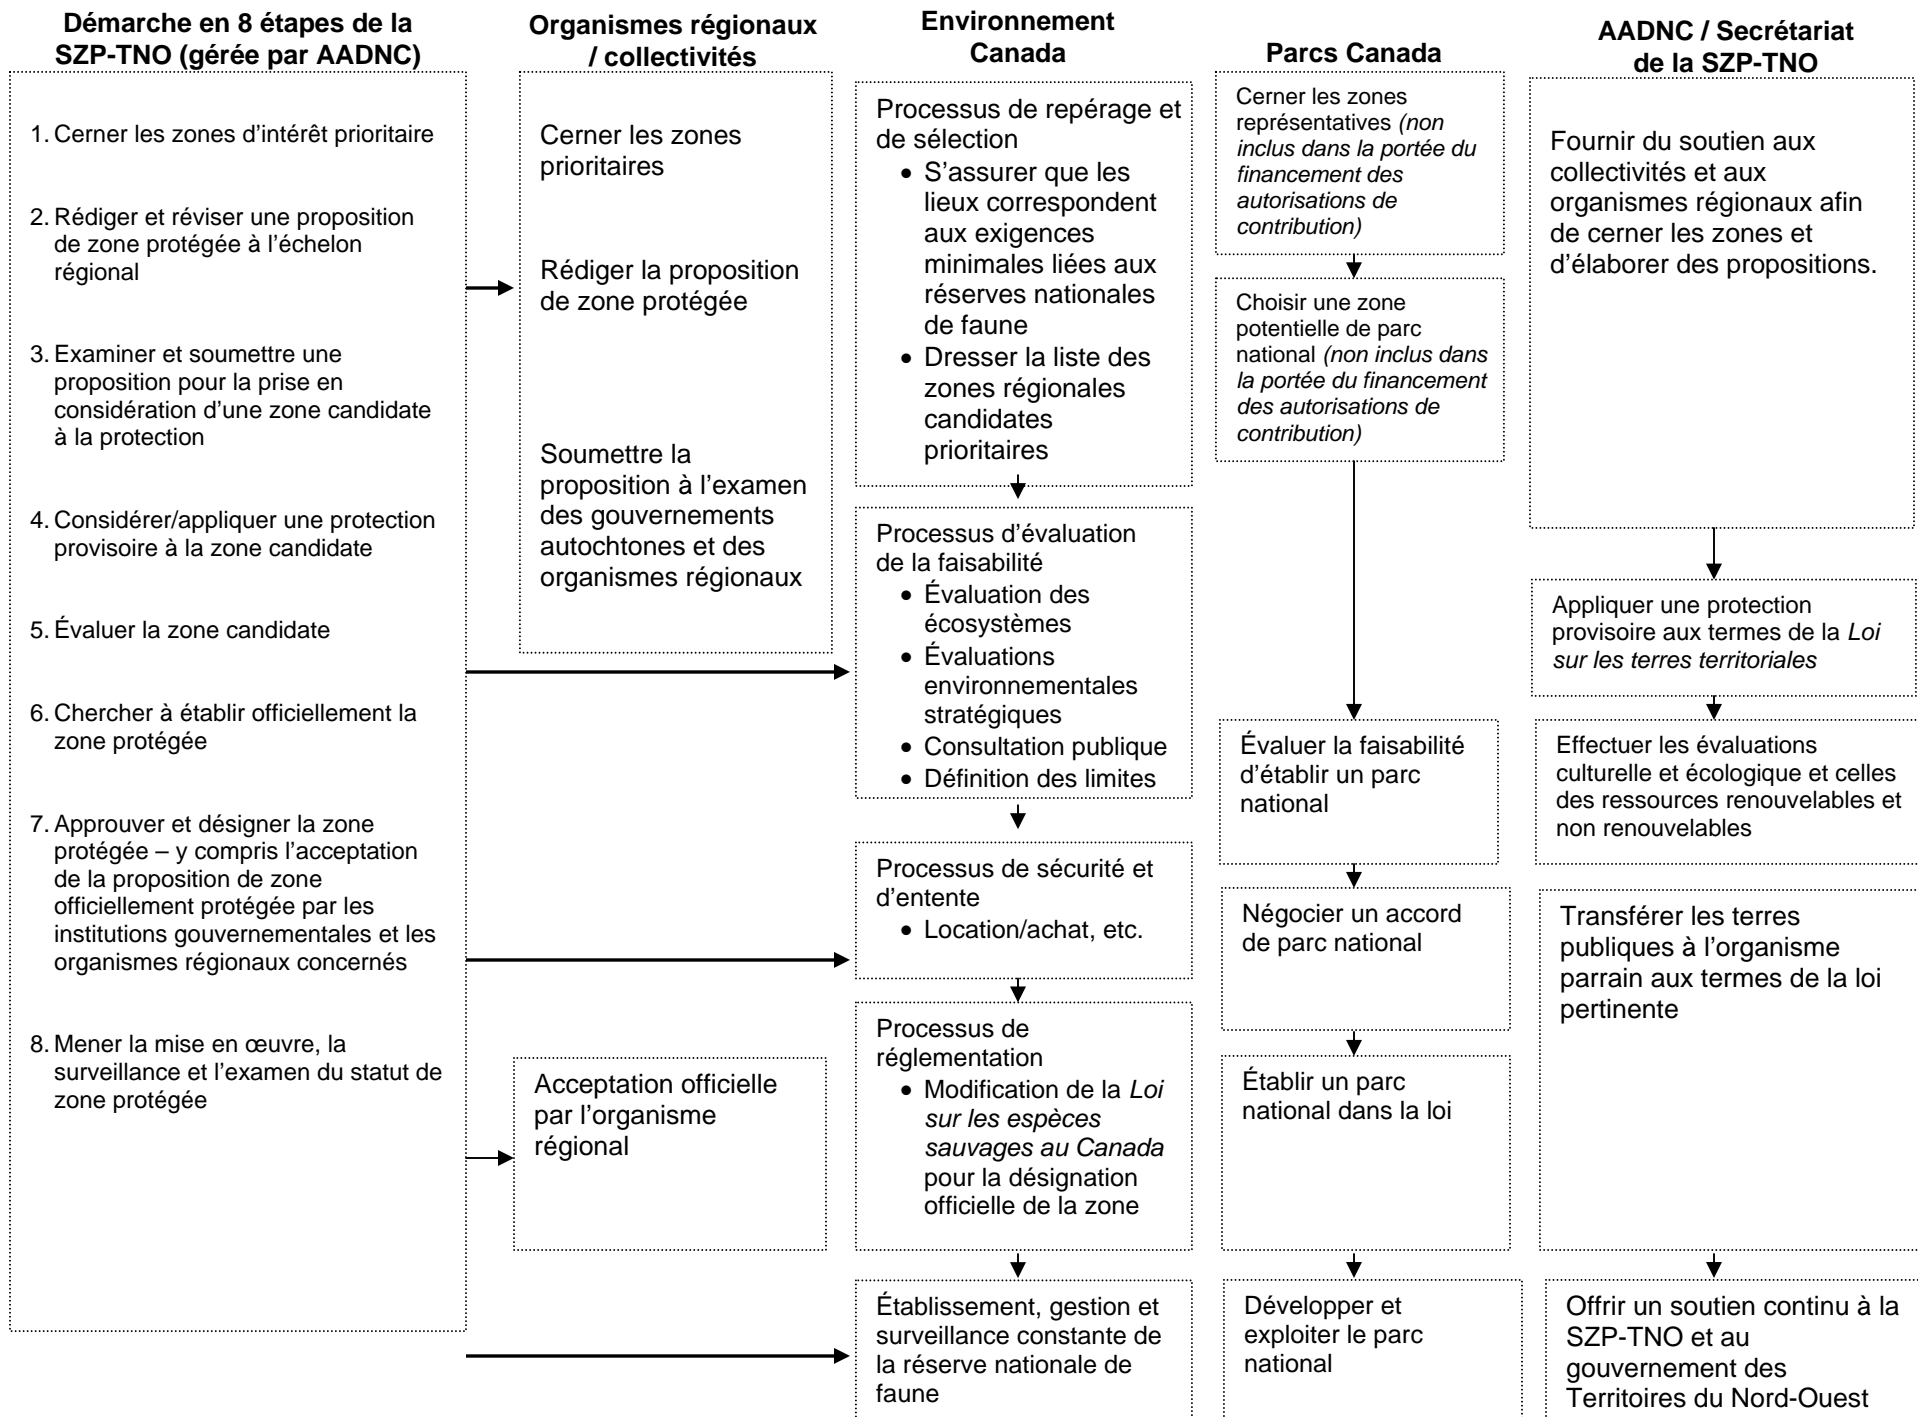 Démarche en 8 étapes de la
SZP-TNO (gérée par AADNC)
1. Cerner les zones d'intérêt prioritaire
2. Rédiger et réviser une proposition
de zone protégée à l'échelon
régional
3. Examiner et soumettre une
proposition pour la prise en
considération d'une zone candidate
à la protection
4. Considérer/appliquer une protection
provisoire à la zone candidate
5. Évaluer la zone candidate
6. Chercher à établir officiellement la
zone protégée
7. Approuver et désigner la zone
protégée – y compris l'acceptation
de la proposition de zone
officiellement protégée par les
institutions gouvernementales et les
organismes régionaux concernés
8. Mener la mise en œuvre, la
surveillance et l'examen du statut de
zone protégée
Organismes régionaux
/ collectivités
Cerner les zones
prioritaires
Rédiger la proposition
de zone protégée
Soumettre la
proposition à l'examen
des gouvernements
autochtones et des
organismes régionaux
Acceptation officielle
par l'organisme
régional
Environnement
Canada
Processus de repérage et
de sélection
• S'assurer que les
lieux correspondent
aux exigences
minimales liées aux
réserves nationales
de faune
• Dresser la liste des
zones régionales
candidates
prioritaires
Processus d'évaluation
de la faisabilité
• Évaluation des
écosystèmes
• Évaluations
environnementales
stratégiques
• Consultation publique
• Définition des limites
Processus de sécurité et
d'entente
• Location/achat, etc.
Processus de
réglementation
• Modification de la Loi
sur les espèces
sauvages au Canada
pour la désignation
officielle de la zone
Établissement, gestion et
surveillance constante de
la réserve nationale de
faune
Parcs Canada
Cerner les zones
représentatives (non
inclus dans la portée du
financement des
autorisations de
contribution)
Choisir une zone
potentielle de parc
national (non inclus dans
la portée du financement
des autorisations de
contribution)
Évaluer la faisabilité
d'établir un parc
national
Négocier un accord
de parc national
Établir un parc
national dans la loi
Développer et
exploiter le parc
national
AADNC / Secrétariat
de la SZP-TNO
Fournir du soutien aux
collectivités et aux
organismes régionaux afin
de cerner les zones et
d'élaborer des propositions.
Appliquer une protection
provisoire aux termes de la Loi
sur les terres territoriales
Effectuer les évaluations
culturelle et écologique et celles
des ressources renouvelables et
non renouvelables
Transférer les terres
publiques à l'organisme
parrain aux termes de la loi
pertinente
Offrir un soutien continu à la
SZP-TNO et au
gouvernement des
Territoires du Nord-Ouest